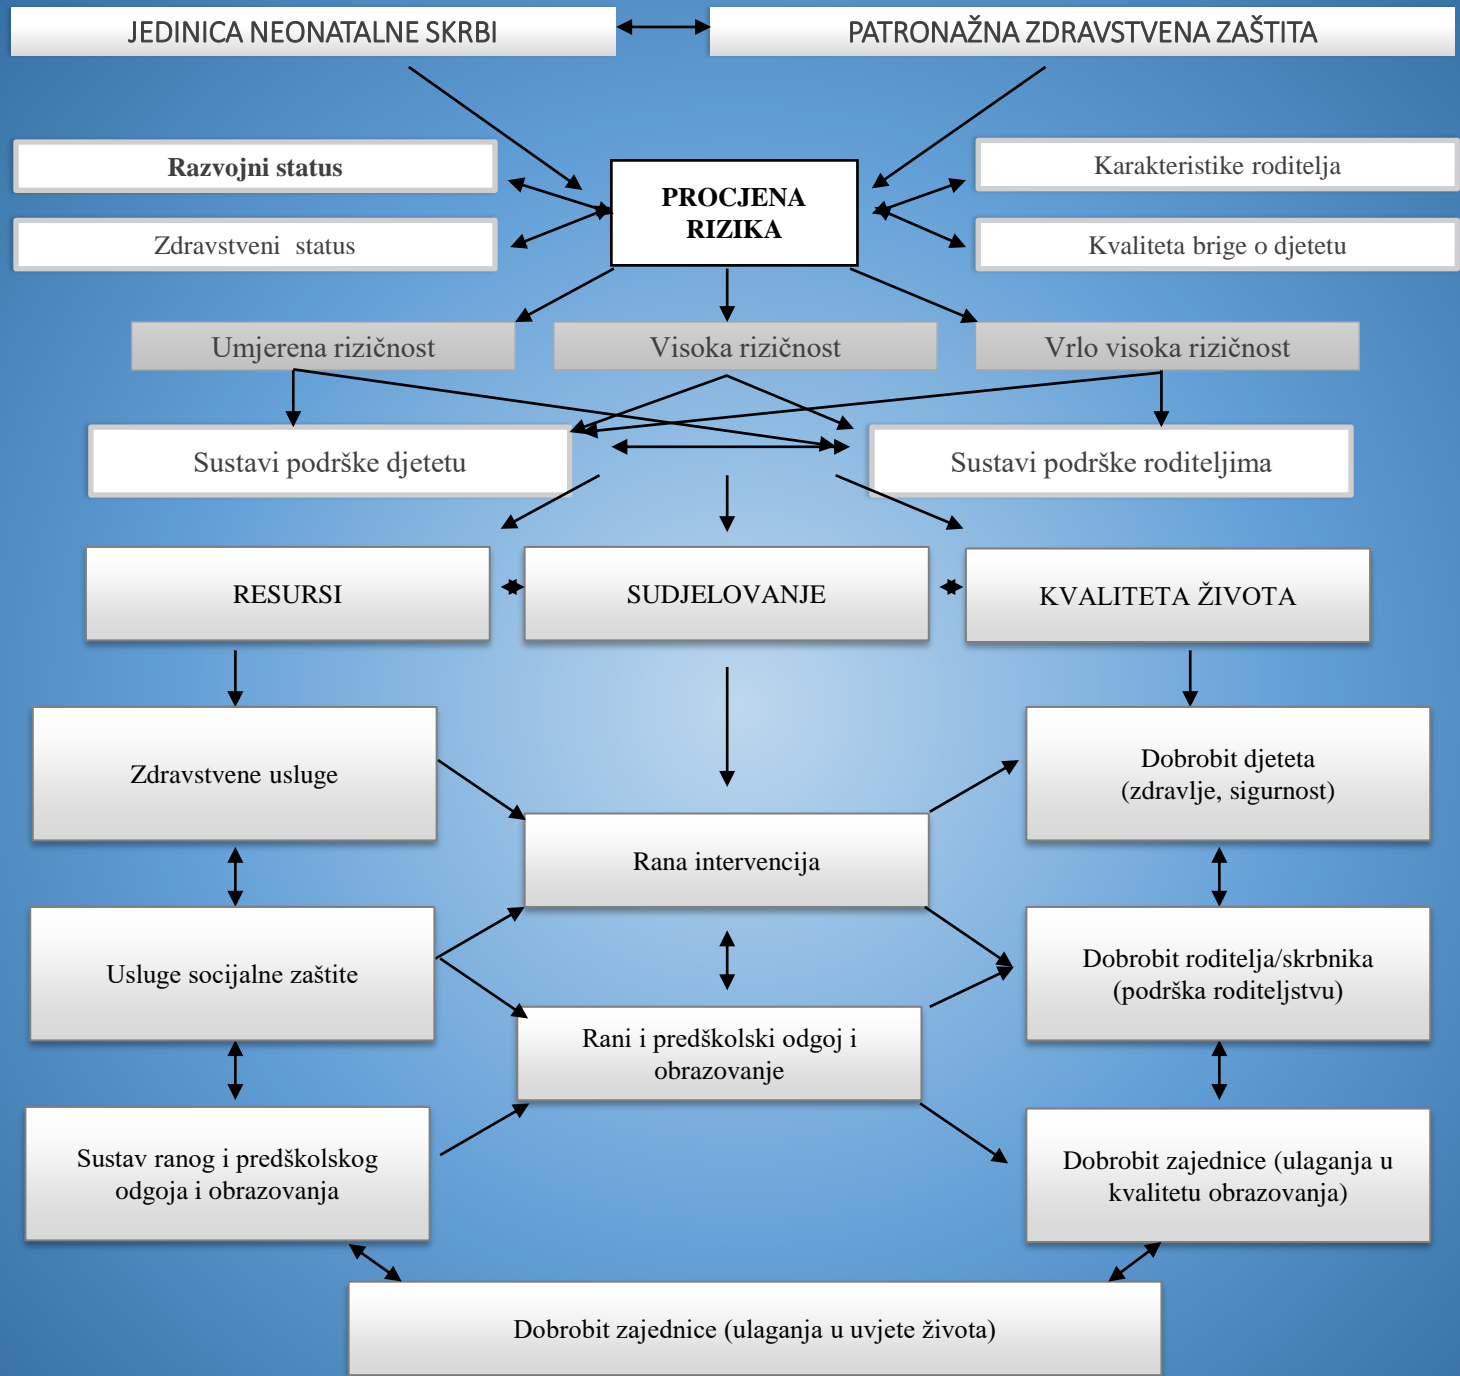 JEDINICA NEONATALNE SKRBI
PATRONAŽNA ZDRAVSTVENA ZAŠTITA
Razvojni status
Karakteristike roditelja
PROCJENA
RIZIKA
Zdravstveni status
Kvaliteta brige o djetetu
Umjerena rizičnost
Visoka rizičnost
Vrlo visoka rizičnost
Sustavi podrške djetetu
Sustavi podrške roditeljima
RESURSI
SUDJELOVANJE
KVALITETA ŽIVOTA
Zdravstvene usluge
Dobrobit djeteta
(zdravlje, sigurnost)
Rana intervencija
Usluge socijalne zaštite
Dobrobit roditelja/skrbnika
(podrška roditeljstvu)
Rani i predškolski odgoj i
obrazovanje
Sustav ranog i predškolskog
odgoja i obrazovanja
Dobrobit zajednice (ulaganja u
kvalitetu obrazovanja)
Dobrobit zajednice (ulaganja u uvjete života)